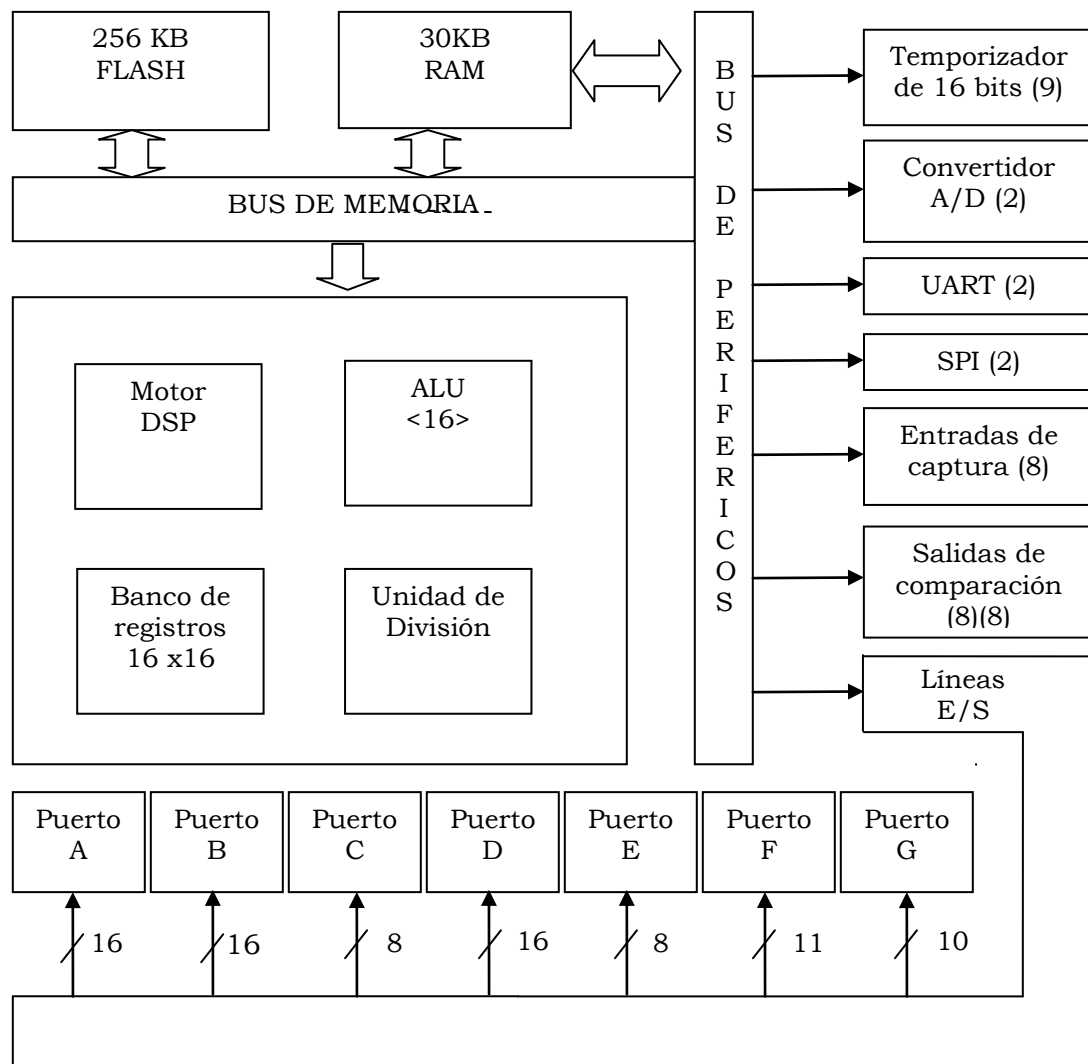 256 KB
FLASH
30KB
RAM
BUS DE MEMORIA
B
U
S
D
E
P
E
R
I
F
E
R
I
C
O
S
Temporizador
de 16 bits (9)
Convertidor
A/D (2)
UART (2)
SPI (2)
Entradas de
captura (8)
Salidas de
comparación
(8)(8)
Líneas
E/S
Motor
DSP
ALU
<16>
Banco de
registros
16 x16
Unidad de
División
Puerto
A
Puerto
B
Puerto
C
Puerto
D
Puerto
E
Puerto
F
Puerto
G
16
16
8
16
8
11
10